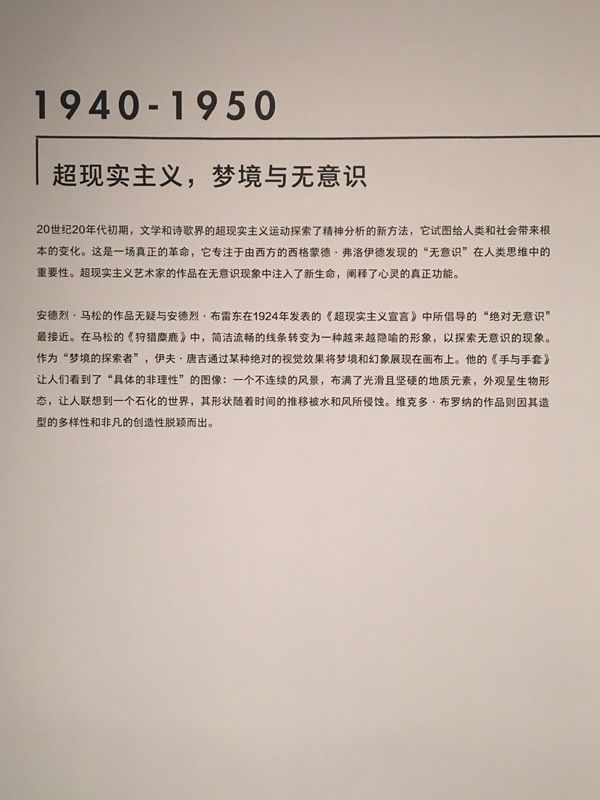 1940-1950
超现实主义，梦境与无意识
20世纪20年代初期，文学和诗歌界的超现实主义运动探索了精神分析的新方法，它试图给人类和社会带来根
本的变化。这是一场真正的革命，它专注于由西方的西格蒙德·弗洛伊德发现的“无意识”在人类思维中的
重要性。超现实主义艺术家的作品在无意识现象中注入了新生命，阐释了心灵的真正功能。
安德烈·马松的作品无疑与安德烈·布雷东在1924年发表的《超现实主义宣言》中所倡导的“绝对无意识”
最接近。在马松的《狩猎麋鹿》中，简洁流畅的线条转变为一种越来越隐喻的形象，以探索无意识的现象。
作为“梦境的探索者”，伊夫·唐吉通过某种绝对的视觉效果将梦境和幻象展现在画布上。他的《手与手套》
让人们看到了“具体的非理性”的图像：一个不连续的风景，布满了光滑且坚硬的地质元素，外观呈生物形
态，让人联想到一个石化的世界，其形状随着时间的推移被水和风所侵蚀。维克多·布罗纳的作品则因其造
型的多样性和非凡的创造性脱颖而出。